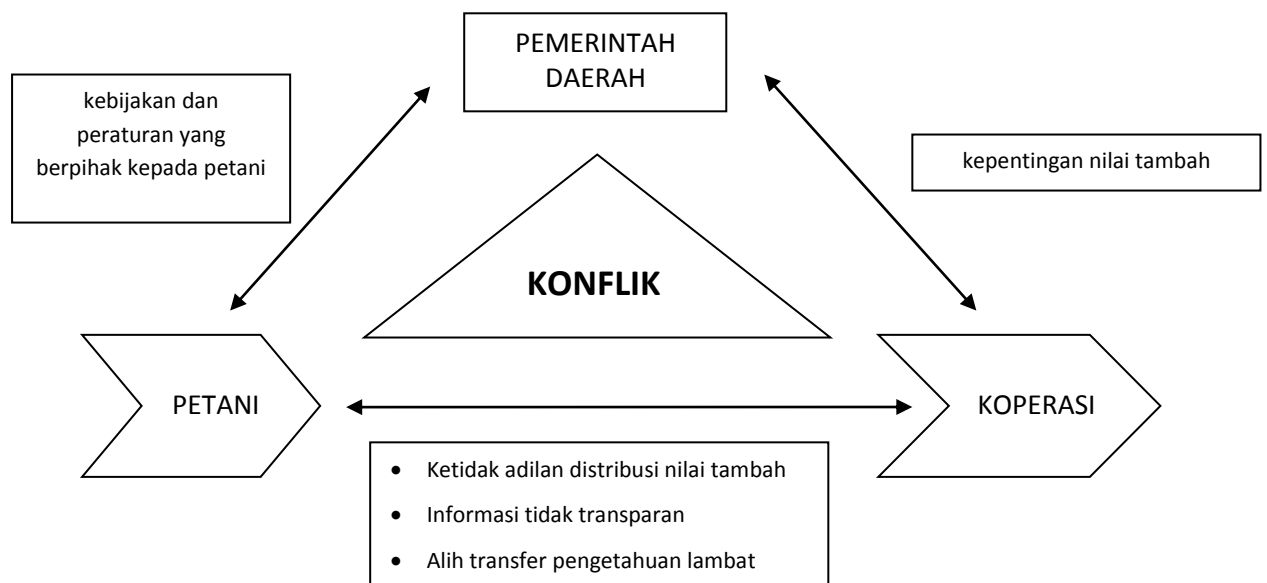 PEMERINTAH
DAERAH
kebijakan dan
peraturan yang
berpihak kepada petani
kepentingan nilai tambah
KONFLIK
PETANI
KOPERASI
• Ketidak adilan distribusi nilai tambah
• Informasi tidak transparan
• Alih transfer pengetahuan lambat